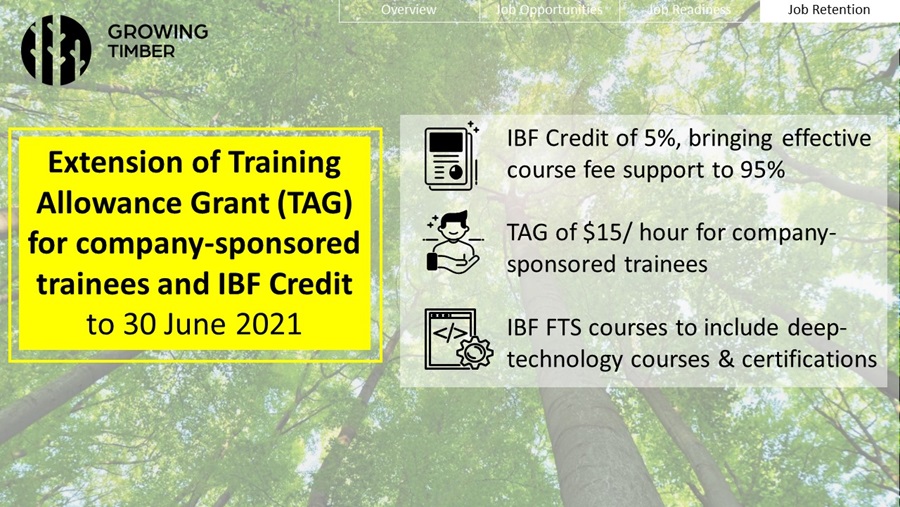 Overview
Job Opportunities
Job Readiness
Job Retention
GROWING
TIMBER
Extension of Training
Allowance Grant (TAG)
for company-sponsored
trainees and IBF Credit
to 30 June 2021
IBF Credit of 5%, bringing effective
course fee support to 95%
TAG of $15/ hour for company-
sponsored trainees
IBF FTS courses to include deep-
technology courses & certifications